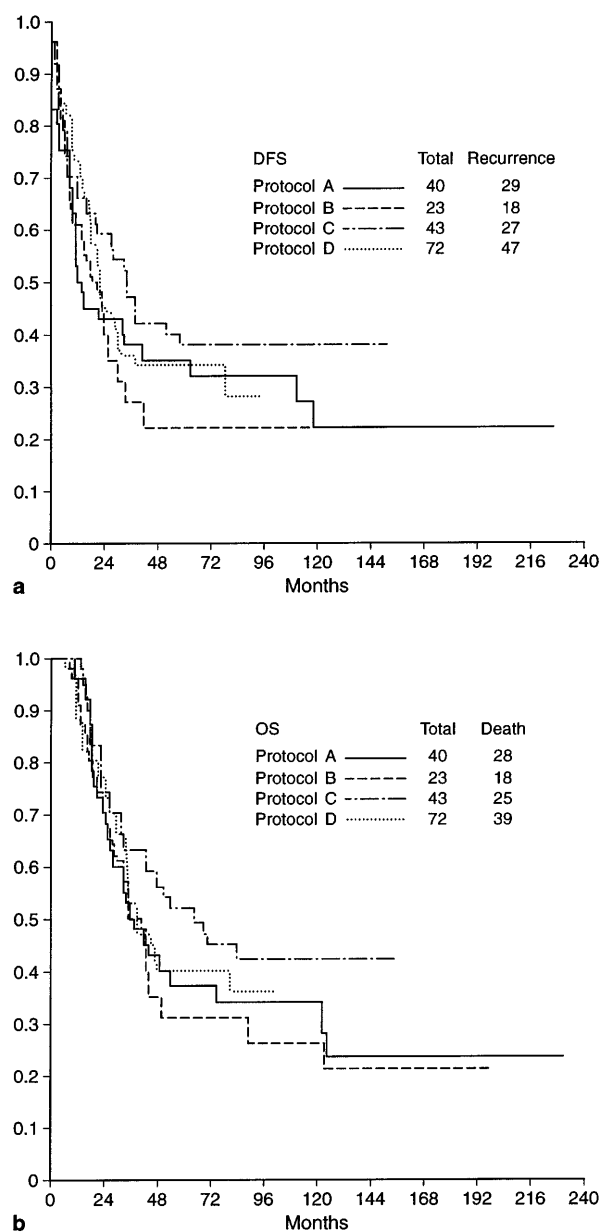 1.0
0.9
0.8
0.7
0.6
0.5
0.4
0.3
0.2
0.1
0
DFS Total Recurrence
Protocol A 40 29
Protocol B 23 18
Protocol C 43 27
Protocol D 72 47
0 24 48 72 96 120 144 168 192 216 240
a Months
1.0
0.9
0.8
0.7
0.6
0.5
0.4
0.3
0.2
0.1
0
OS Total Death
Protocol A 40 28
Protocol B 23 18
Protocol C 43 25
Protocol D 72 39
0 24 48 72 96 120 144 168 192 216 240
b Months